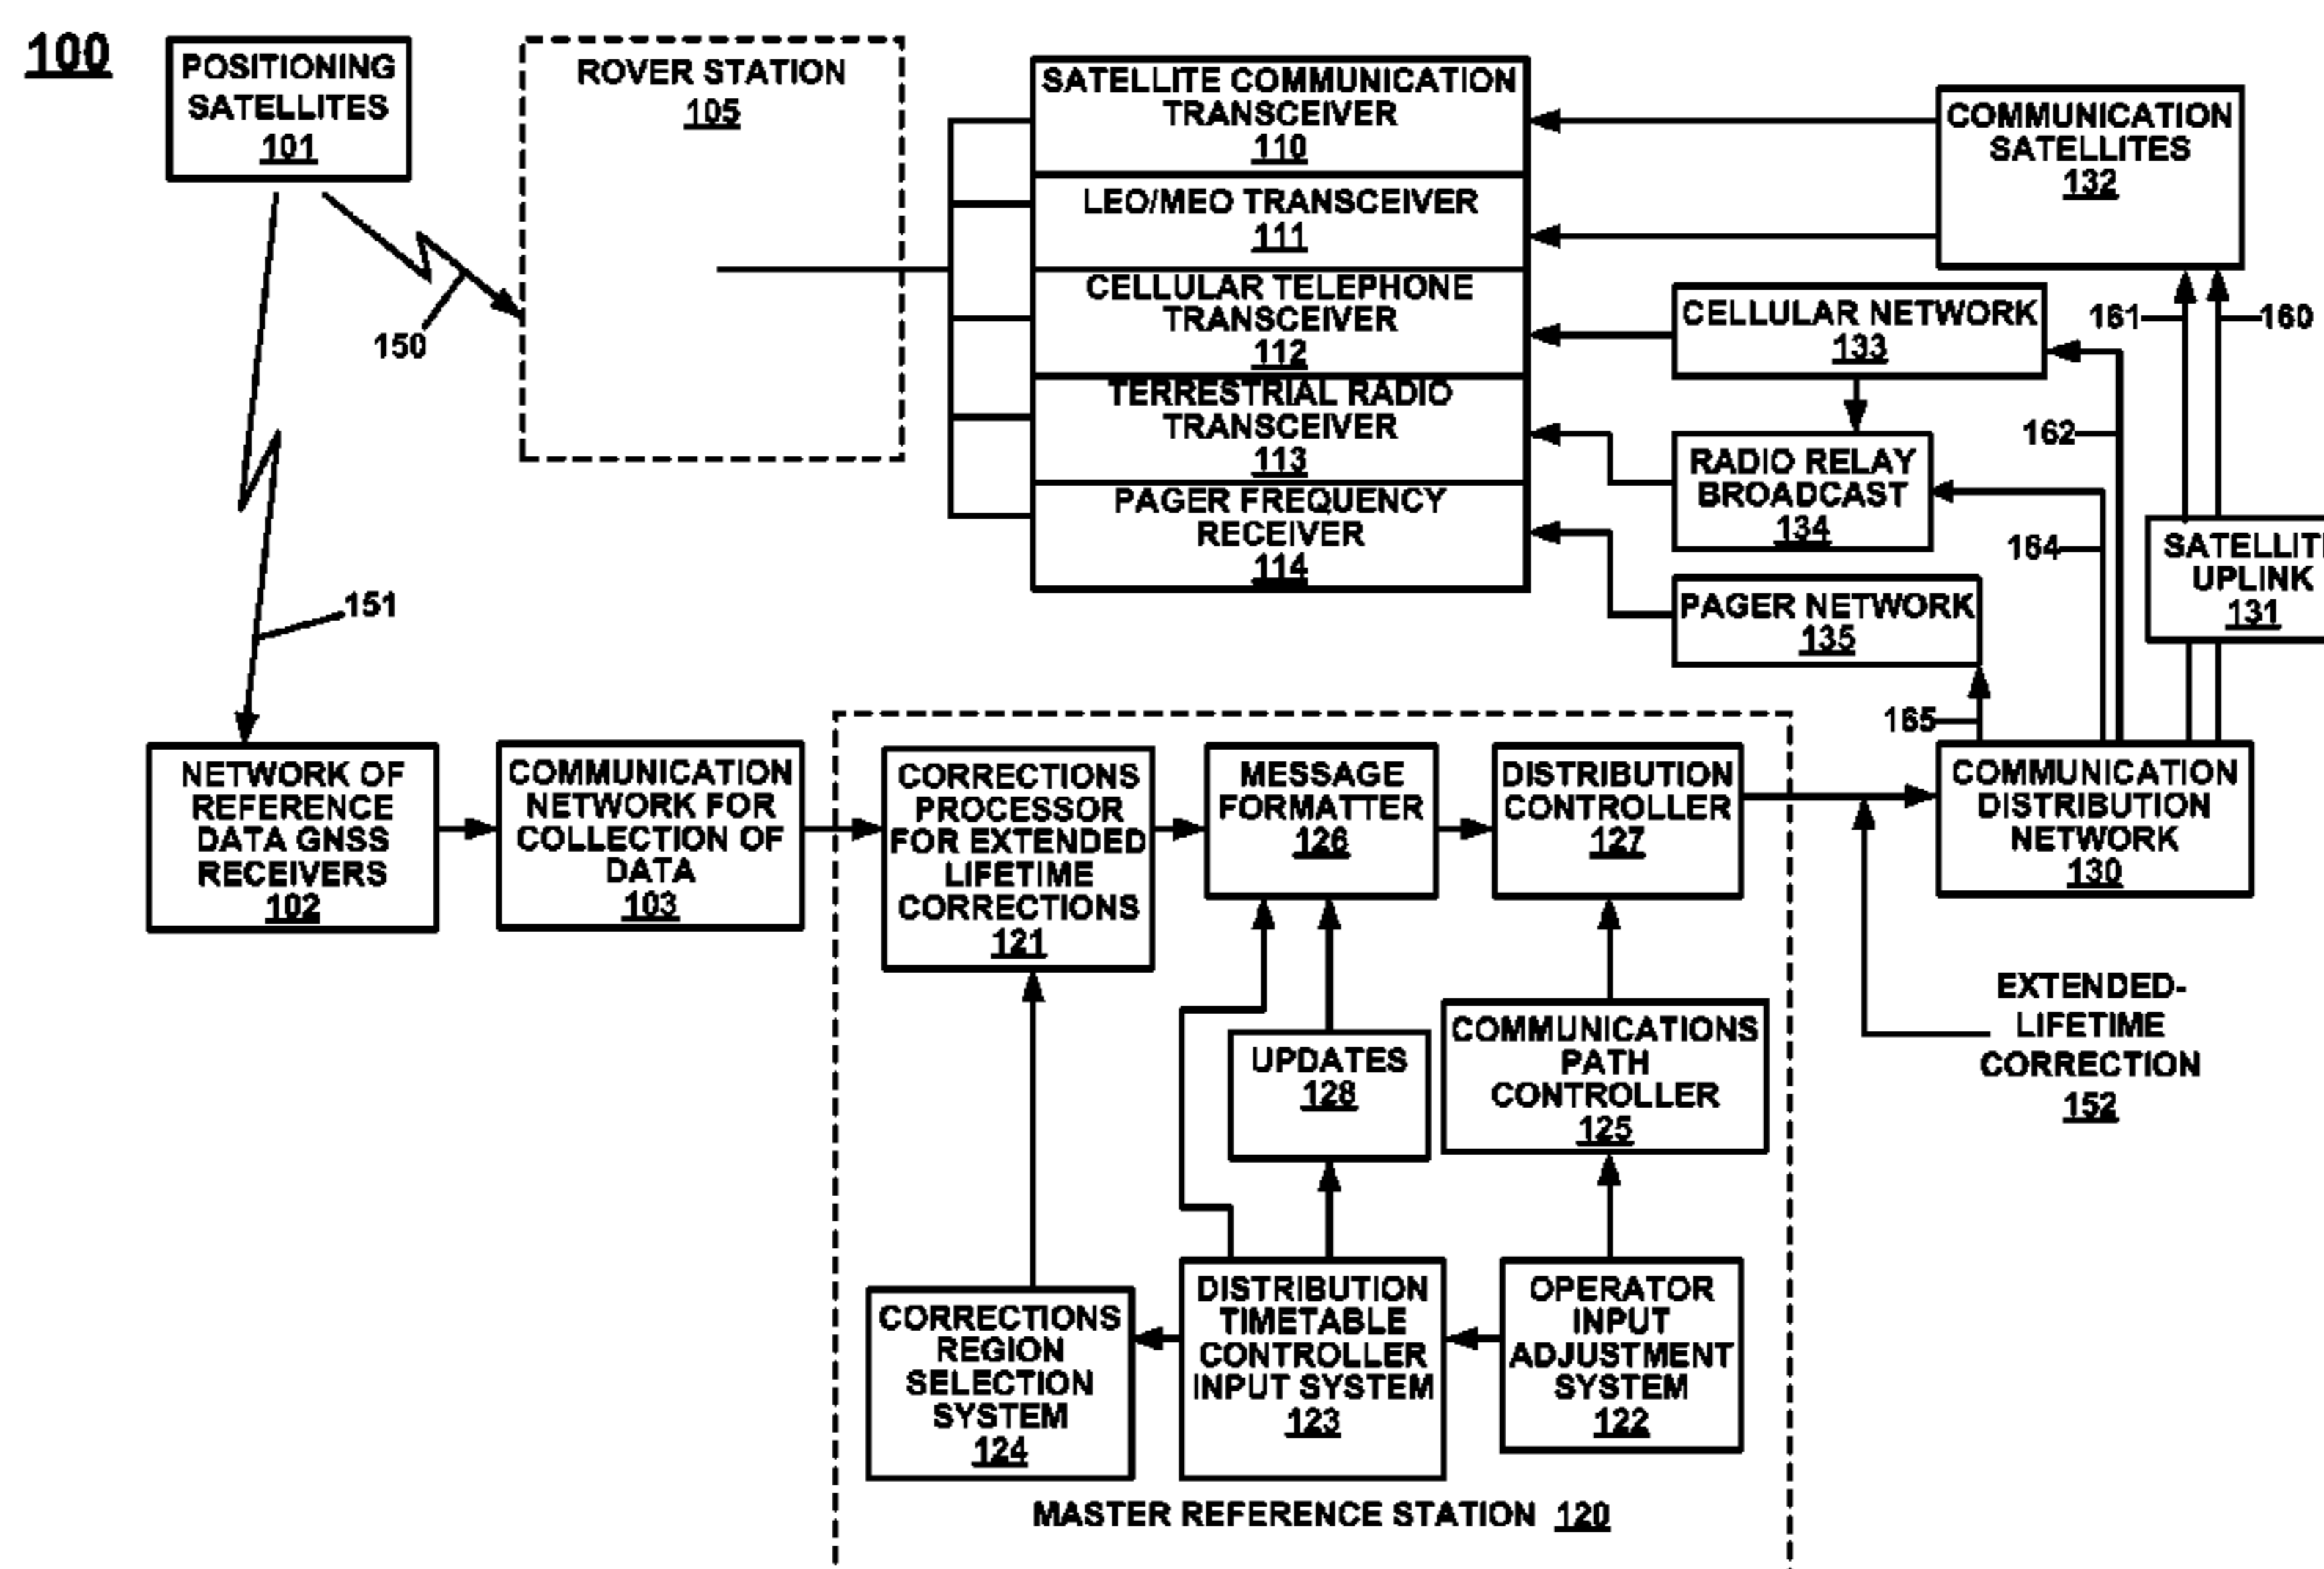 100
POSITIONING
SATELLITES
101
ROVER STATION
105
SATELLITE COMMUNICATION
TRANSCEIVER
110
LEO/MEO TRANSCEIVER
111
CELLULAR TELEPHONE
TRANSCEIVER
112
TERRESTRIAL RADIO
TRANSCEIVER
113
PAGER FREQUENCY
RECEIVER
114
COMMUNICATION
SATELLITES
132
CELLULAR NETWORK
133
161
160
150
162
RADIO RELAY
BROADCAST
134
164
SATELLITE
UPLINK
131
PAGER NETWORK
135
151
165
NETWORK OF
REFERENCE
DATA GNSS
RECEIVERS
102
COMMUNICATION
NETWORK FOR
COLLECTION OF
DATA
103
CORRECTIONS
PROCESSOR
FOR EXTENDED
LIFETIME
CORRECTIONS
121
MESSAGE
FORMATTER
126
DISTRIBUTION
CONTROLLER
127
COMMUNICATION
DISTRIBUTION
NETWORK
130
UPDATES
128
COMMUNICATIONS
PATH
CONTROLLER
125
EXTENDED-
LIFETIME
CORRECTION
152
CORRECTIONS
REGION
SELECTION
SYSTEM
124
DISTRIBUTION
TIMETABLE
CONTROLLER
INPUT SYSTEM
123
OPERATOR
INPUT
ADJUSTMENT
SYSTEM
122
MASTER REFERENCE STATION 120